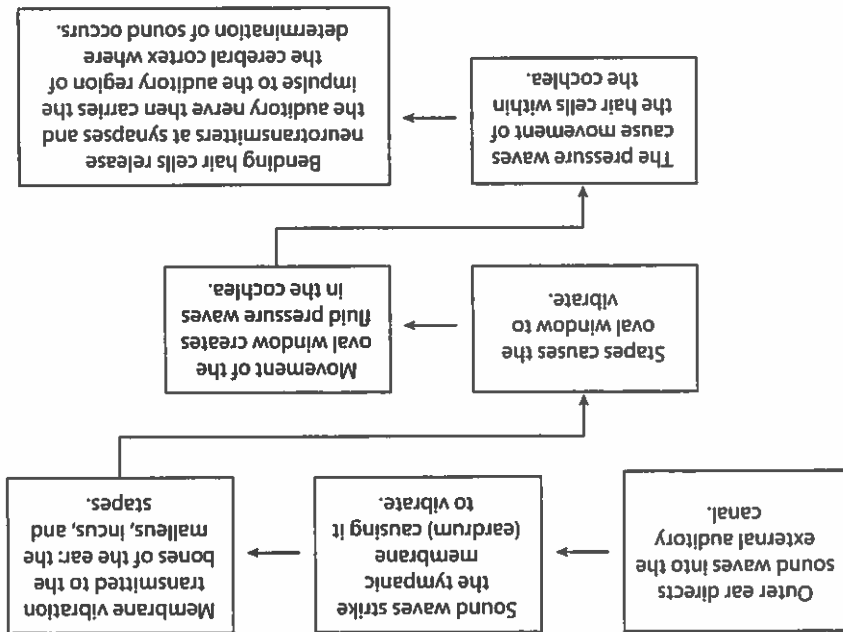 Outer ear directs
sound waves into the
external auditory
canal.
Sound waves strike
the tympanic
membrane
(eardrum) causing it
to vibrate.
Membrane vibration
transmitted to the
bones of the ear: the
malleus, incus, and
stapes.
Stapes causes the
oval window to
vibrate.
Movement of the
oval window creates
fluid pressure waves
in the cochlea.
The pressure waves
cause movement of
the hair cells within
the cochlea.
Bending hair cells release
neurotransmitters at synapses and
the auditory nerve then carries the
impulse to the auditory region of
the cerebral cortex where
determination of sound occurs.